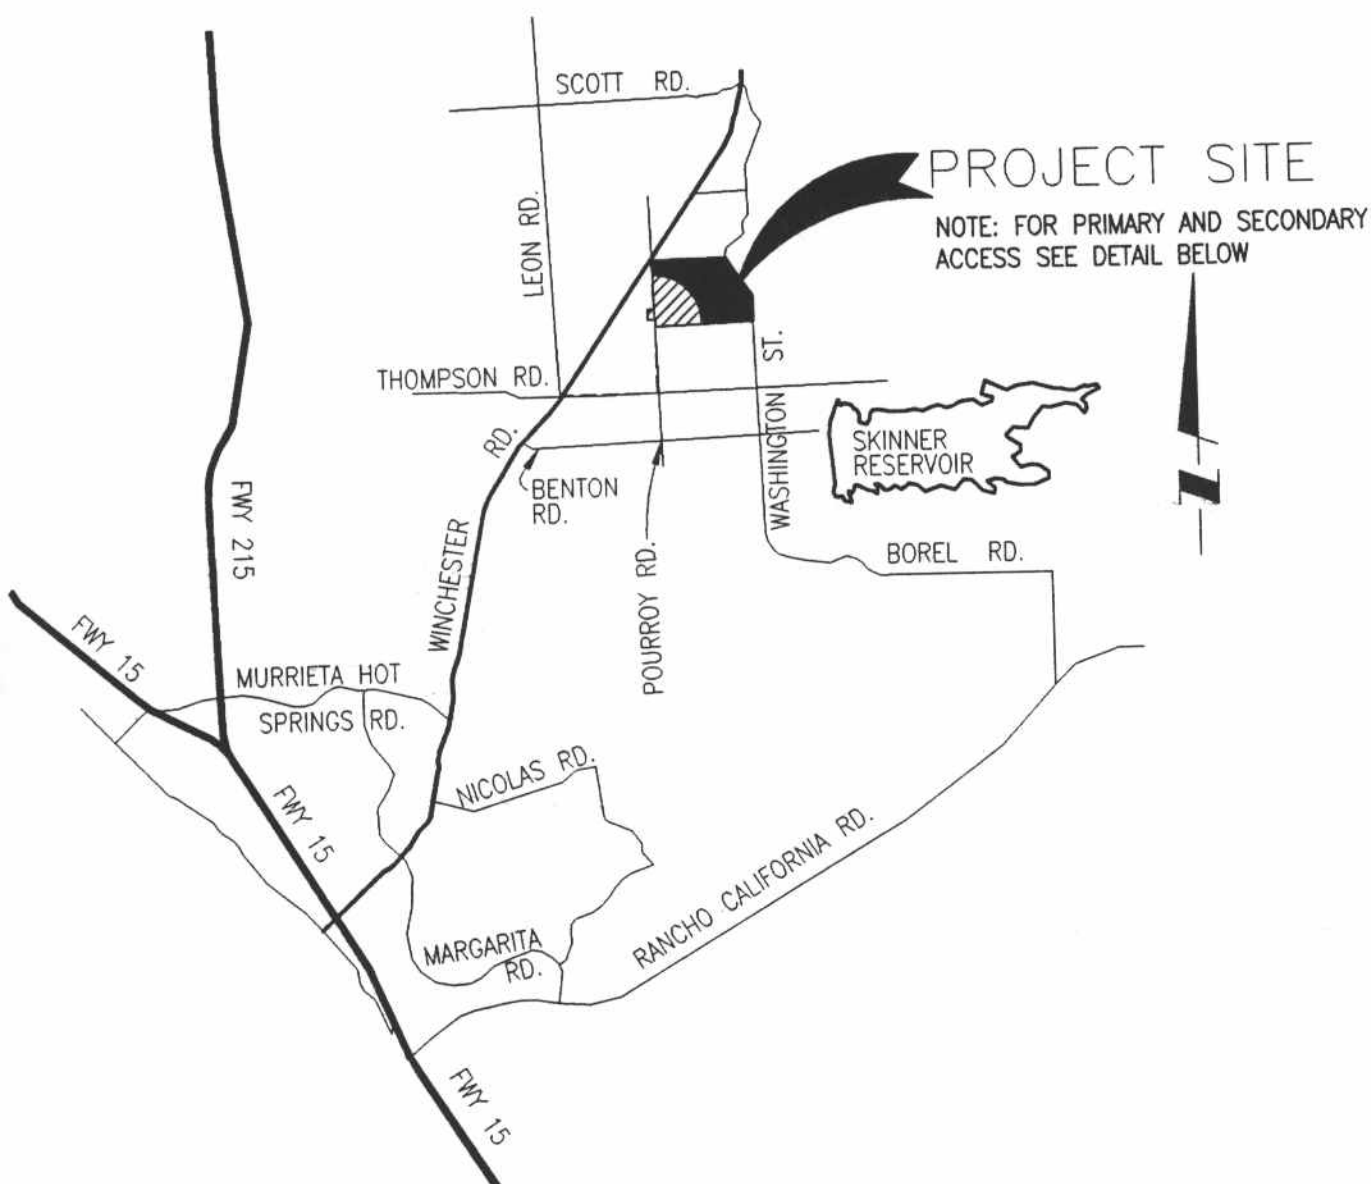 SCOTT RD.
PROJECT SITE
NOTE: FOR PRIMARY AND SECONDARY
ACCESS SEE DETAIL BELOW
LEON RD.
THOMPSON RD.
WASHINGTON ST.
SKINNER
RESERVOIR
BENTON
RD.
WINCHESTER RD.
POURROY RD.
BOREL RD.
FWY 215
FWY 15
MURRIETA HOT
SPRINGS RD.
NICOLAS RD.
FWY 15
RANCHO CALIFORNIA RD.
MARGARITA
RD.
FWY 15